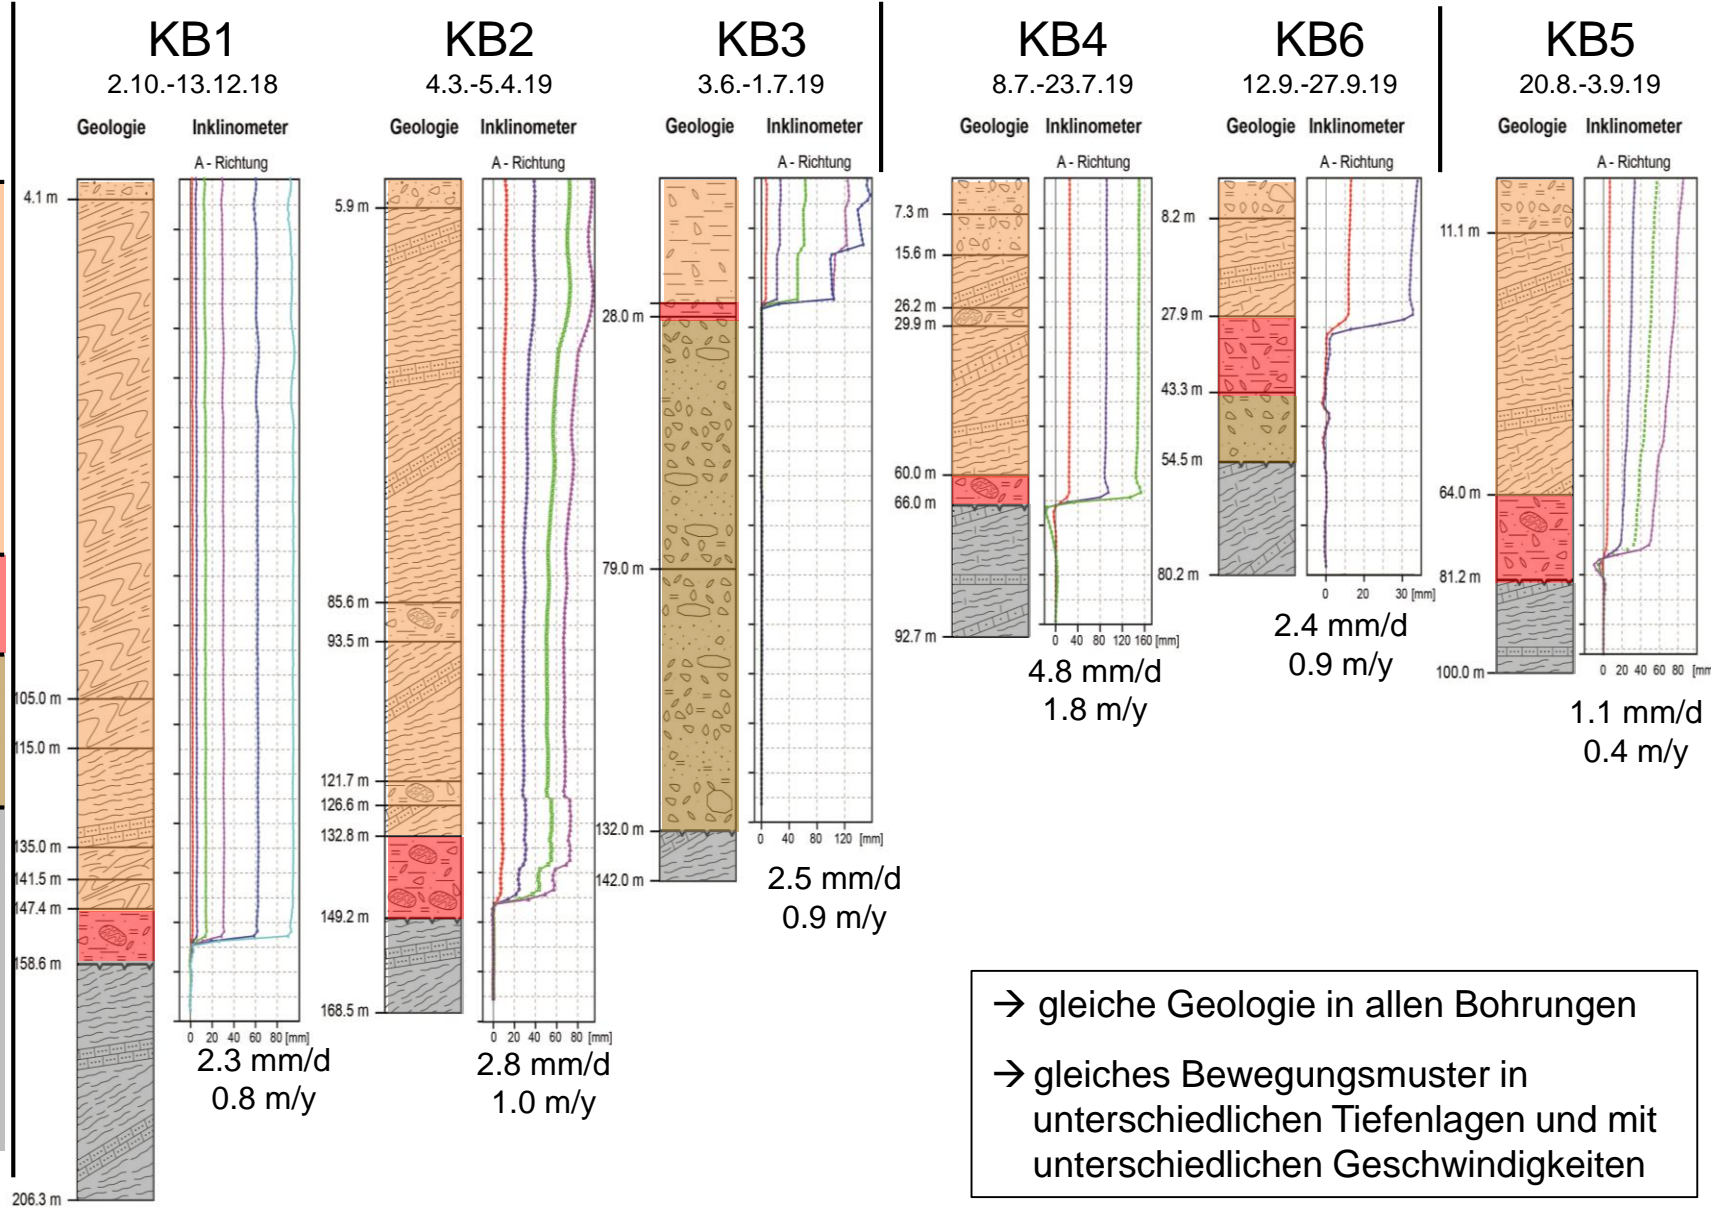 KB1
2.10.-13.12.18
Geologie Inklinometer
A - Richtung
4.1 m
105.0 m
115.0 m
135.0 m
141.5 m
147.4 m
158.6 m
206.3 m
0 20 40 60 80 [mm]
2.3 mm/d
0.8 m/y
KB2
4.3.-5.4.19
Geologie Inklinometer
A - Richtung
5.9 m
85.6 m
93.5 m
121.7 m
126.6 m
132.8 m
149.2 m
168.5 m
0 20 40 60 80 [mm]
2.8 mm/d
1.0 m/y
KB3
3.6.-1.7.19
Geologie Inklinometer
A - Richtung
28.0 m
79.0 m
132.0 m
142.0 m
0 40 80 120 [mm]
2.5 mm/d
0.9 m/y
KB4
8.7.-23.7.19
Geologie Inklinometer
A - Richtung
7.3 m
15.6 m
26.2 m
29.9 m
60.0 m
66.0 m
92.7 m
0 40 80 120 160 [mm]
4.8 mm/d
1.8 m/y
KB6
12.9.-27.9.19
Geologie Inklinometer
A - Richtung
8.2 m
27.9 m
43.3 m
54.5 m
80.2 m
0 20 30 [mm]
2.4 mm/d
0.9 m/y
KB5
20.8.-3.9.19
Geologie Inklinometer
A - Richtung
11.1 m
64.0 m
81.2 m
100.0 m
0 20 40 60 80 [mm
1.1 mm/d
0.4 m/y
→ gleiche Geologie in allen Bohrungen
→ gleiches Bewegungsmuster in
unterschiedlichen Tiefenlagen und mit
unterschiedlichen Geschwindigkeiten